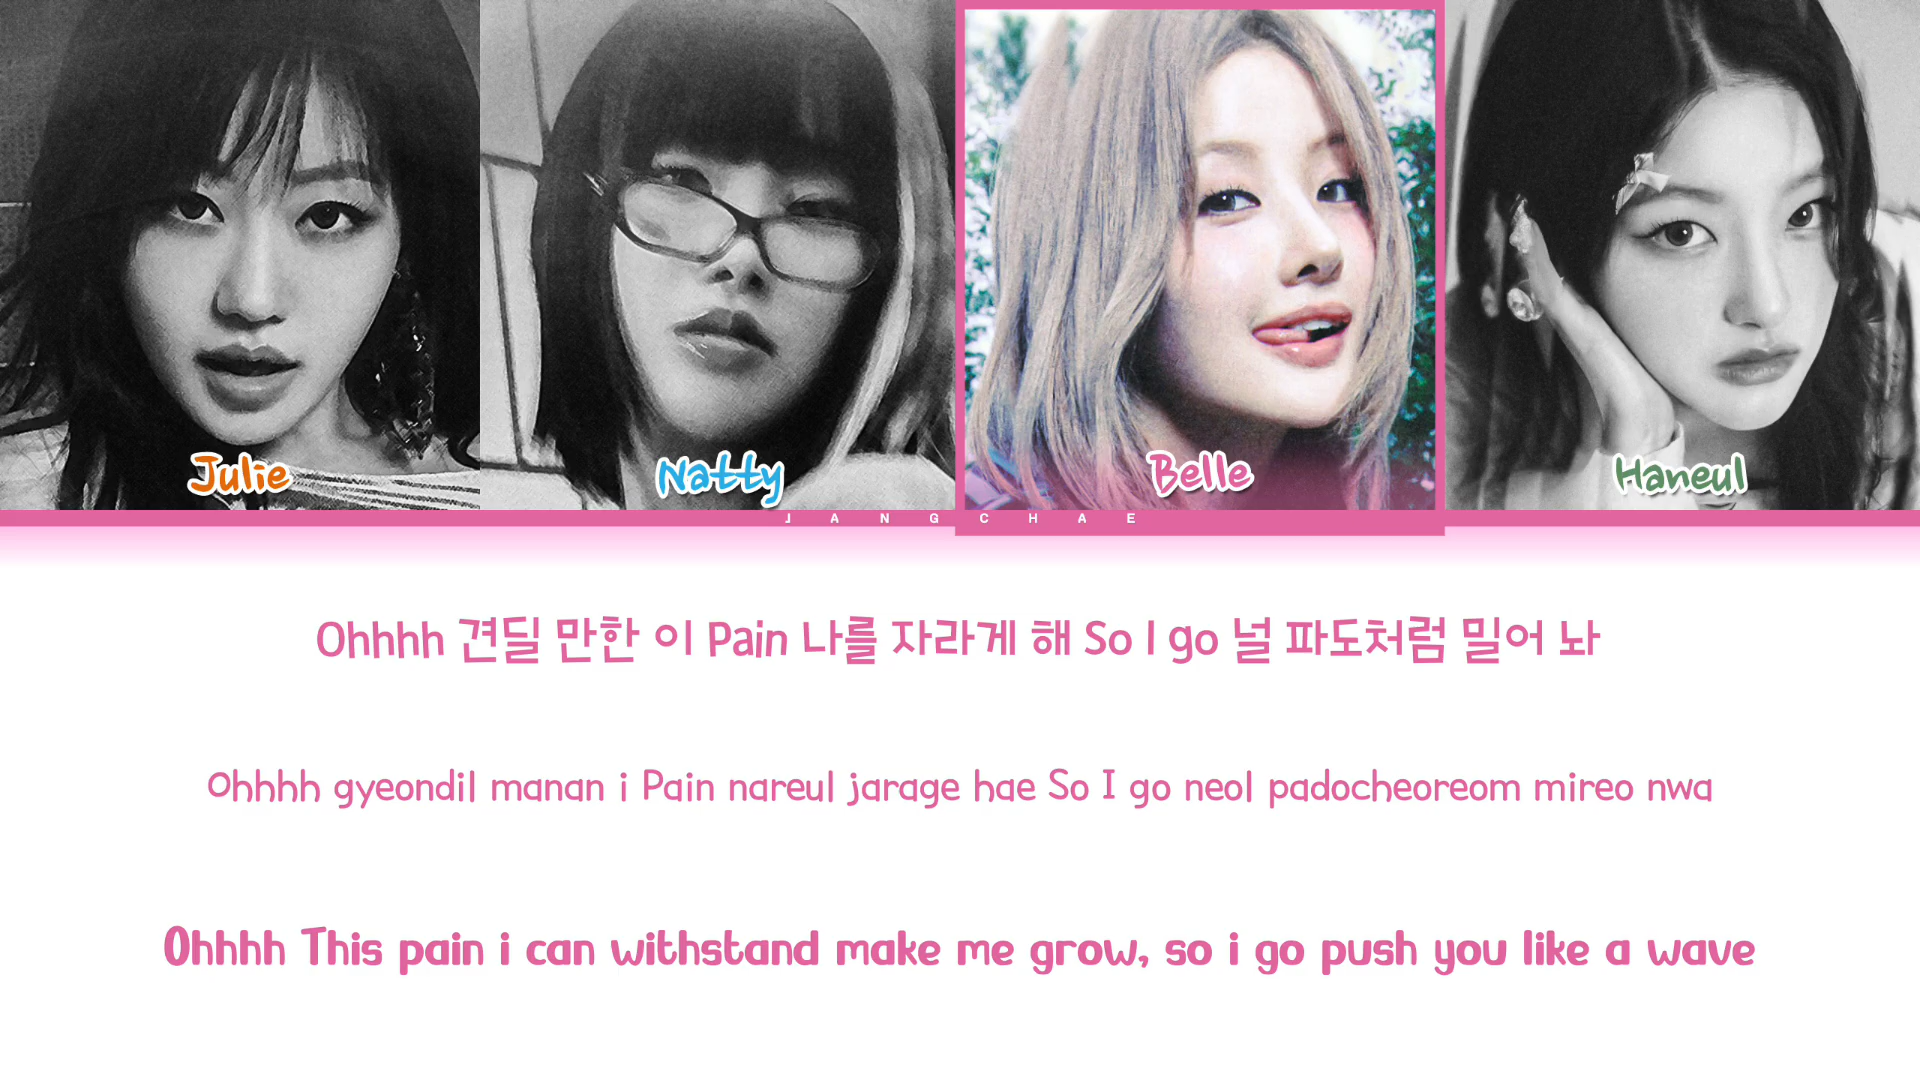 Julie
Natty
Belle
Haneul
JANGCHAE
Ohhhh 견딜 만한 이 Pain 나를 자라게 해 So I go 널 파도처럼 밀어 놔
Ohhhh gyeondil manan i Pain nareul jarage hae So I go neol padocheoreom mireo nwa
Ohhhh This pain i can withstand make me grow, so i go push you like a wave